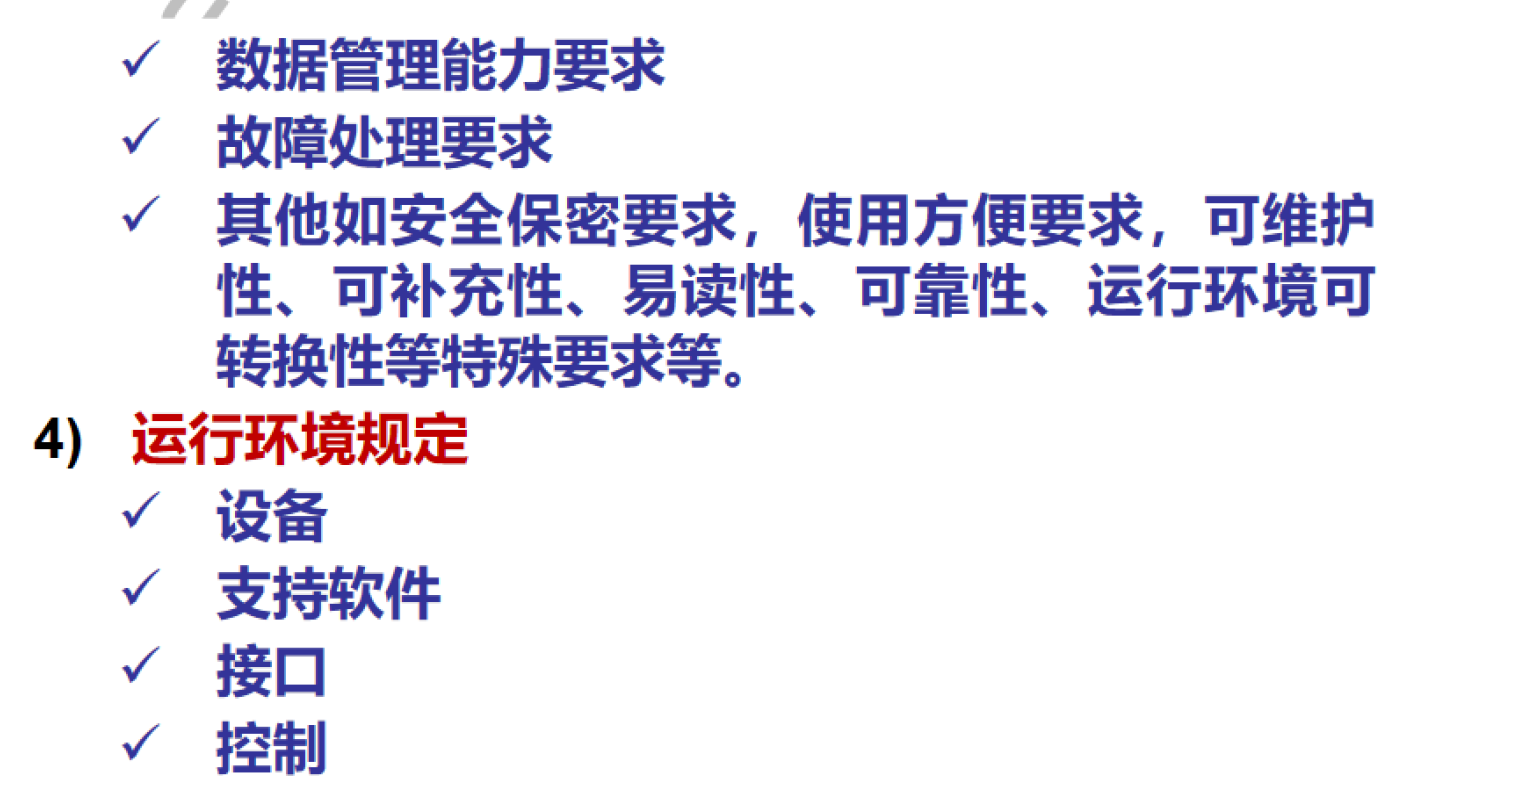 ✓ 数据管理能力要求
✓ 故障处理要求
✓ 其他如安全保密要求，使用方便要求，可维护
性、可补充性、易读性、可靠性、运行环境可
转换性等特殊要求等。
4) 运行环境规定
✓ 设备
✓ 支持软件
✓ 接口
✓ 控制